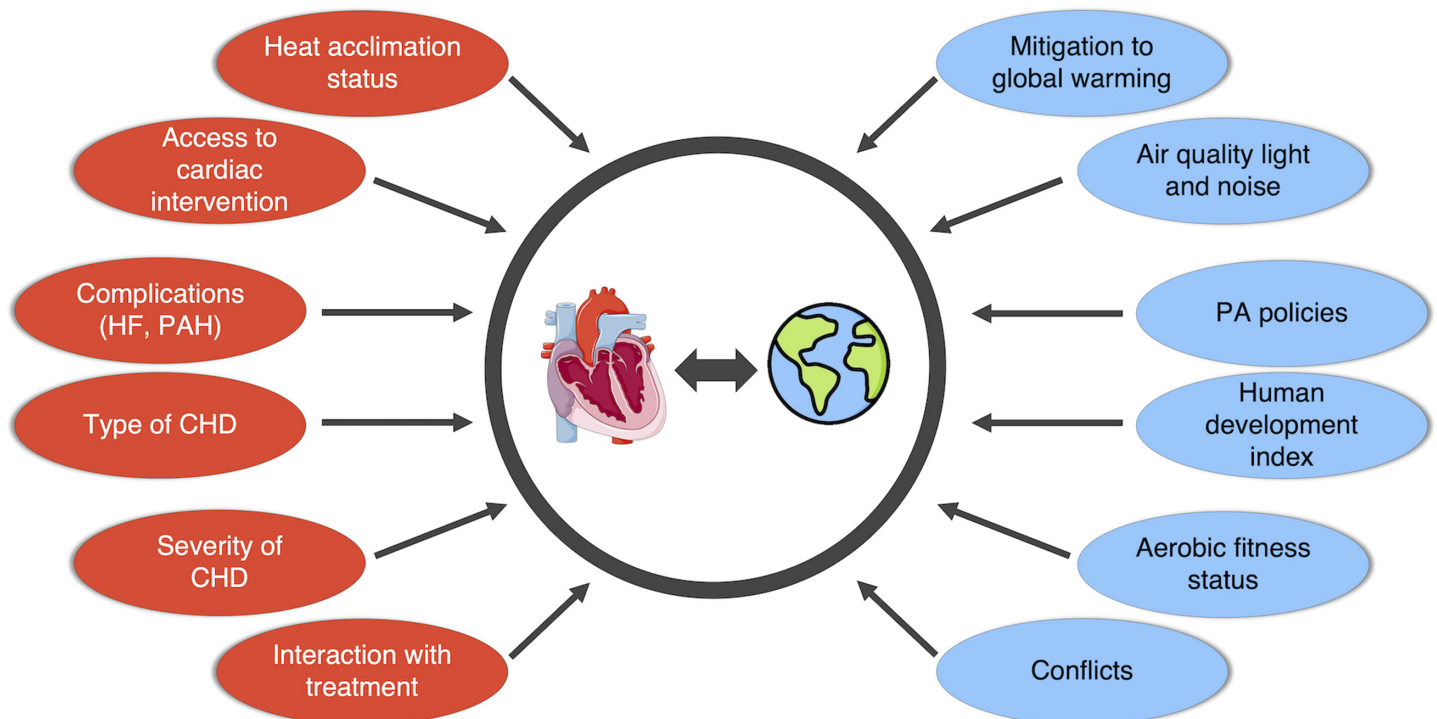 Heat acclimation
status
Access to
cardiac
intervention
Complications
(HF, PAH)
Type of CHD
Severity of
CHD
Interaction with
treatment
Mitigation to
global warming
Air quality light
and noise
PA policies
Human
development
index
Aerobic fitness
status
Conflicts